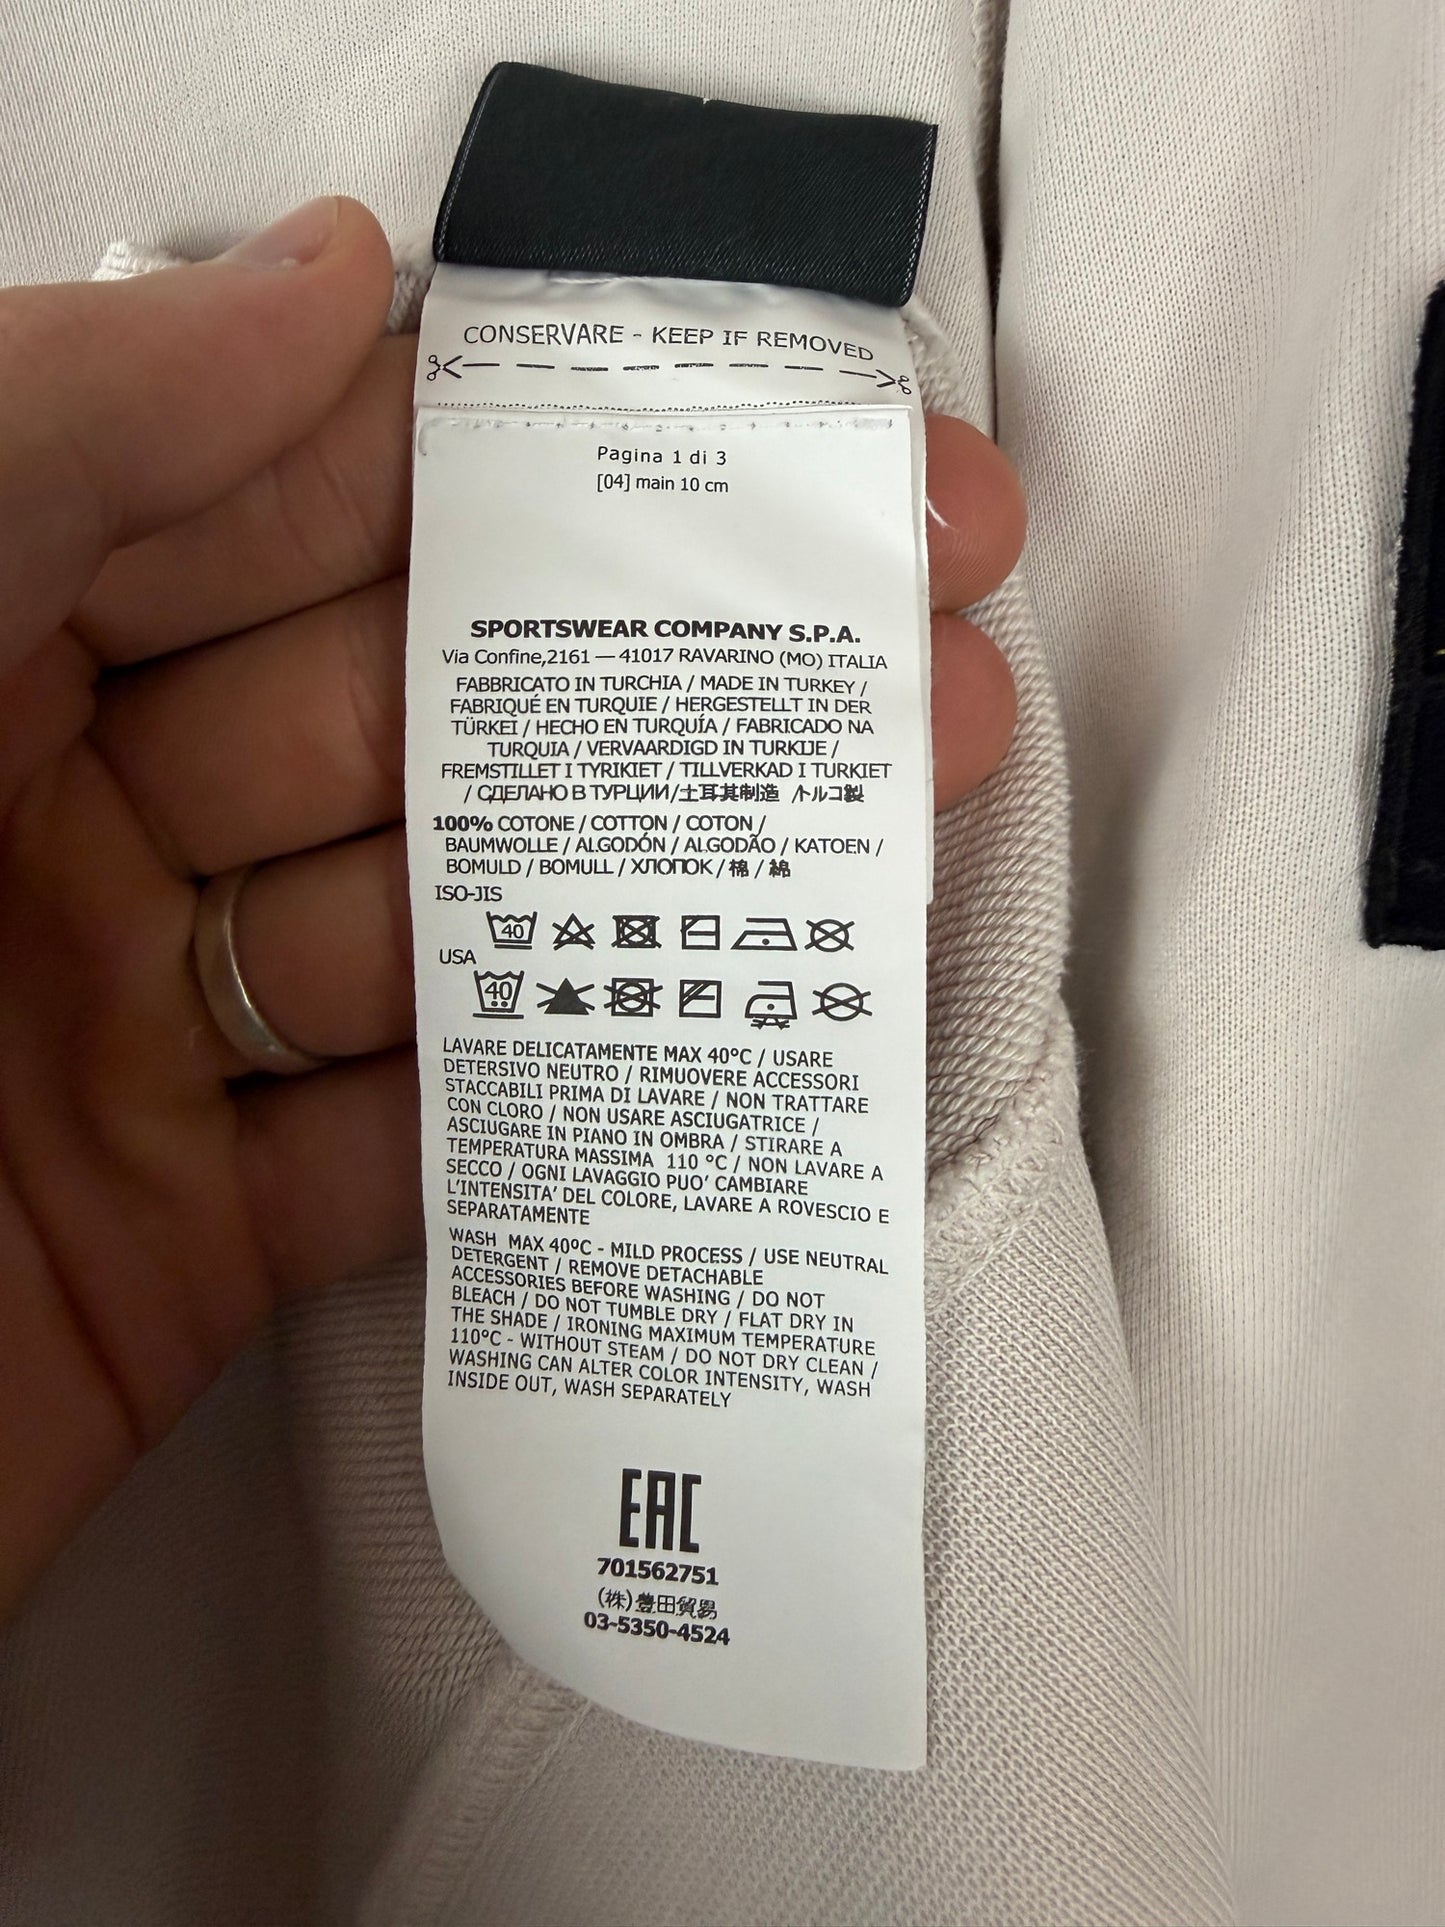 CONSERVARE - KEEP IF REMOVED
Pagina 1 di 3
[04] main 10 cm
SPORTSWEAR COMPANY S.P.A.
Via Confine,2161 — 41017 RAVARINO (MO) ITALIA
FABBRICATO IN TURCHIA / MADE IN TURKEY /
FABRIQUÉ EN TURQUIE / HERGESTELLT IN DER
TÜRKEI / HECHO EN TURQUÍA / FABRICADO NA
TURQUIA / VERVAARDIGD IN TURKIJE /
FREMSTILLET I TYRIKIET / TILLVERKAD I TURKIET
/ СДЕЛАНО В ТУРЦИИ/土耳其制造 /トルコ製
100% COTONE / COTTON / COTON /
BAUMWOLLE / ALGODÓN / ALGODÃO / KATOEN /
BOMULD / BOMULL / ХЛОПОК / 棉 / 綿
ISO-JIS
40
USA
40
LAVARE DELICATAMENTE MAX 40°C / USARE
DETERSIVO NEUTRO / RIMUOVERE ACCESSORI
STACCABILI PRIMA DI LAVARE / NON TRATTARE
CON CLORO / NON USARE ASCIUGATRICE /
ASCIUGARE IN PIANO IN OMBRA / STIRARE A
TEMPERATURA MASSIMA 110 °C / NON LAVARE A
SECCO / OGNI LAVAGGIO PUO' CAMBIARE
L'INTENSITA' DEL COLORE, LAVARE A ROVESCIO E
SEPARATAMENTE
WASH MAX 40ºC - MILD PROCESS / USE NEUTRAL
DETERGENT / REMOVE DETACHABLE
ACCESSORIES BEFORE WASHING / DO NOT
BLEACH / DO NOT TUMBLE DRY / FLAT DRY IN
THE SHADE / IRONING MAXIMUM TEMPERATURE
110°C - WITHOUT STEAM / DO NOT DRY CLEAN /
WASHING CAN ALTER COLOR INTENSITY, WASH
INSIDE OUT, WASH SEPARATELY
EAC
701562751
(株)豊田貿易
03-5350-4524